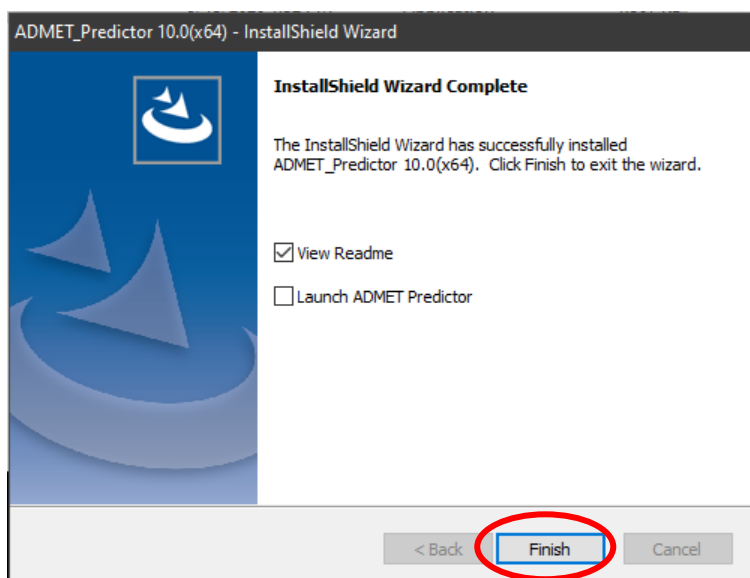 ADMET_Predictor 10.0(x64) - InstallShield Wizard
InstallShield Wizard Complete
The InstallShield Wizard has successfully installed
ADMET_Predictor 10.0(x64). Click Finish to exit the wizard.
View Readme
Launch ADMET Predictor
< Back
Finish
Cancel